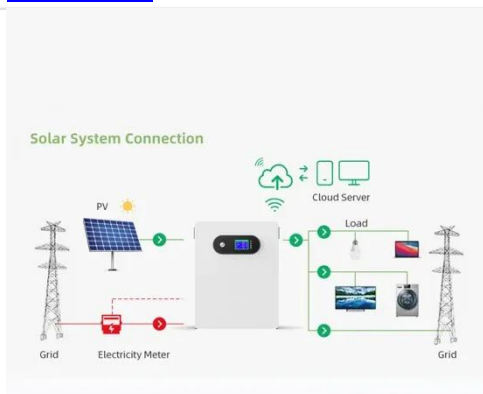 Solar System Connection
Cloud Server
PV
Load
Grid
Electricity Meter
Grid